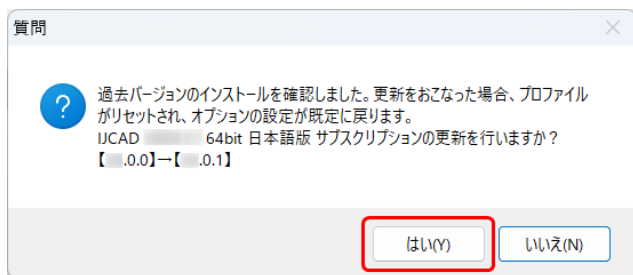 質問
過去バージョンのインストールを確認しました。更新をおこなった場合、プロファイル
がリセットされ、オプションの設定が既定に戻ります。
IJCAD 64bit 日本語版 サブスクリプションの更新を行いますか？
【 .0.0】→【 .0.1】
はい(Y) いいえ(N)